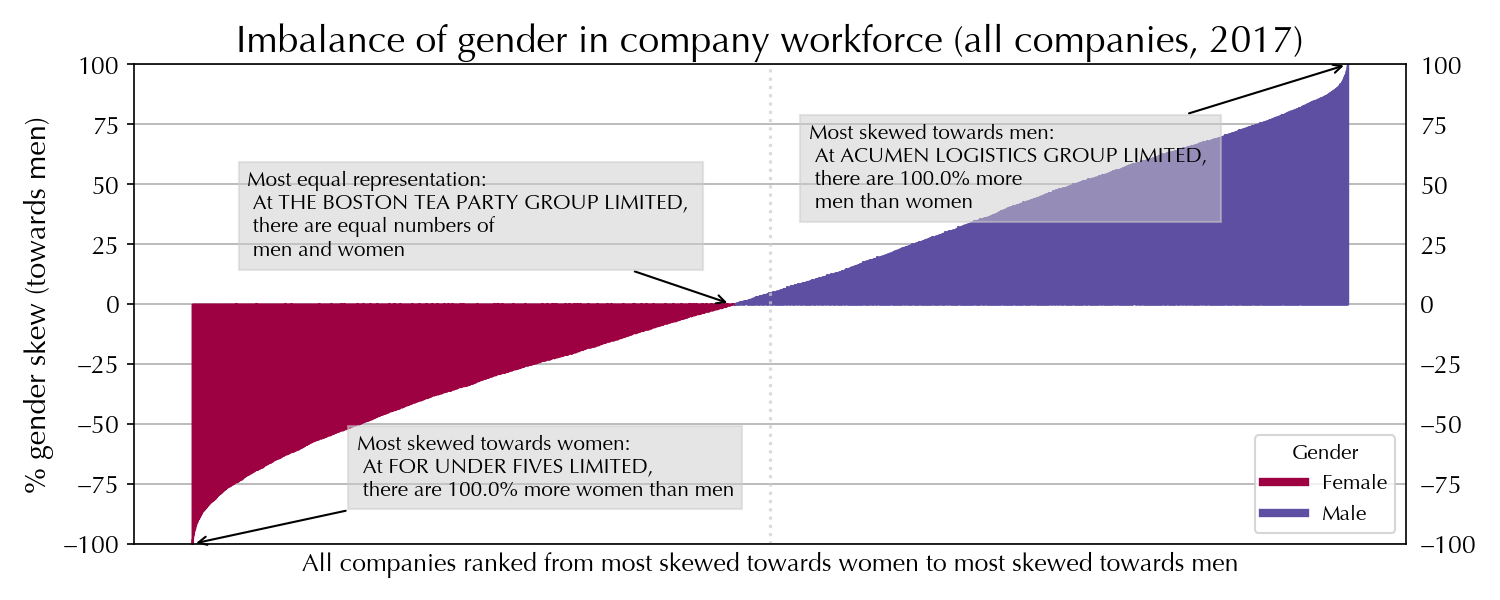 Imbalance of gender in company workforce (all companies, 2017)
% gender skew (towards men)
100
75
50
25
0
−25
−50
−75
−100
Most equal representation:
At THE BOSTON TEA PARTY GROUP LIMITED,
there are equal numbers of
men and women
Most skewed towards men:
At ACUMEN LOGISTICS GROUP LIMITED,
there are 100.0% more
men than women
Most skewed towards women:
At FOR UNDER FIVES LIMITED,
there are 100.0% more women than men
100
75
50
25
0
−25
−50
−75
−100
Gender
Female
Male
All companies ranked from most skewed towards women to most skewed towards men